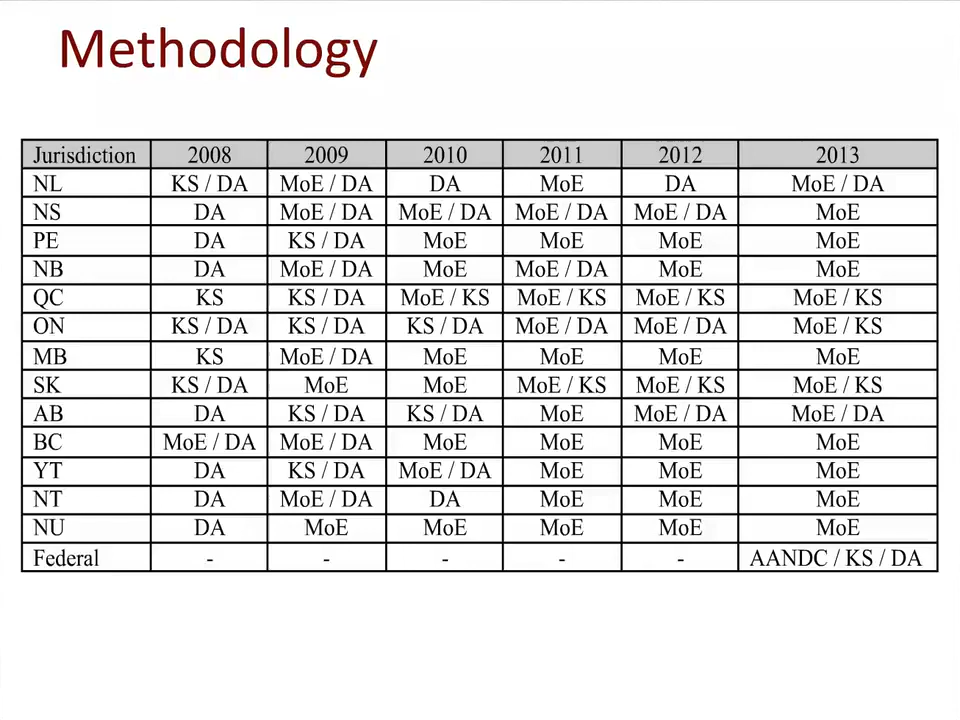 Methodology
Jurisdiction 2008 2009 2010 2011 2012 2013
NL KS / DA MoE / DA DA MoE DA MoE / DA
NS DA MoE / DA MoE / DA MoE / DA MoE / DA MoE
PE DA KS / DA MoE MoE MoE MoE
NB DA MoE / DA MoE MoE / DA MoE MoE
QC KS KS / DA MoE / KS MoE / KS MoE / KS MoE / KS
ON KS / DA KS / DA KS / DA MoE / DA MoE / DA MoE / KS
MB KS MoE / DA MoE MoE MoE MoE
SK KS / DA MoE MoE MoE / KS MoE / KS MoE / KS
AB DA KS / DA KS / DA MoE MoE / DA MoE / DA
BC MoE / DA MoE / DA MoE MoE MoE MoE
YT DA KS / DA MoE / DA MoE MoE MoE
NT DA MoE / DA DA MoE MoE MoE
NU DA MoE MoE MoE MoE MoE
Federal - - - - - AANDC / KS / DA